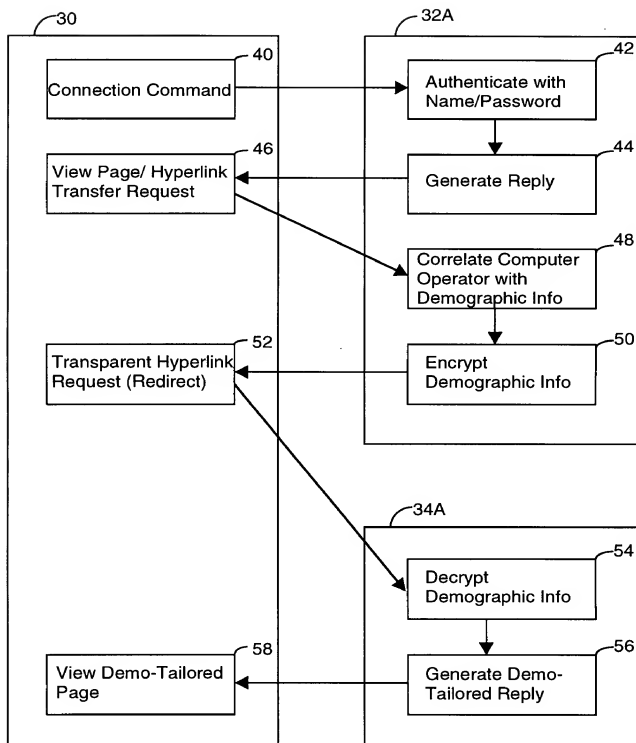 30
32A
40
Connection Command
42
Authenticate with
Name/Password
46
View Page/ Hyperlink
Transfer Request
44
Generate Reply
48
Correlate Computer
Operator with
Demographic Info
52
Transparent Hyperlink
Request (Redirect)
50
Encrypt
Demographic Info
34A
54
Decrypt
Demographic Info
58
View Demo-Tailored
Page
56
Generate Demo-
Tailored Reply